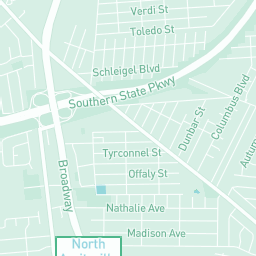 Verdi St
Toledo St
Schleigel Blvd
Southern State Pkwy
Dunbar St
Columbus Blvd
Tyrconnel St
Offaly St
Broadway
Nathalie Ave
Madison Ave
North